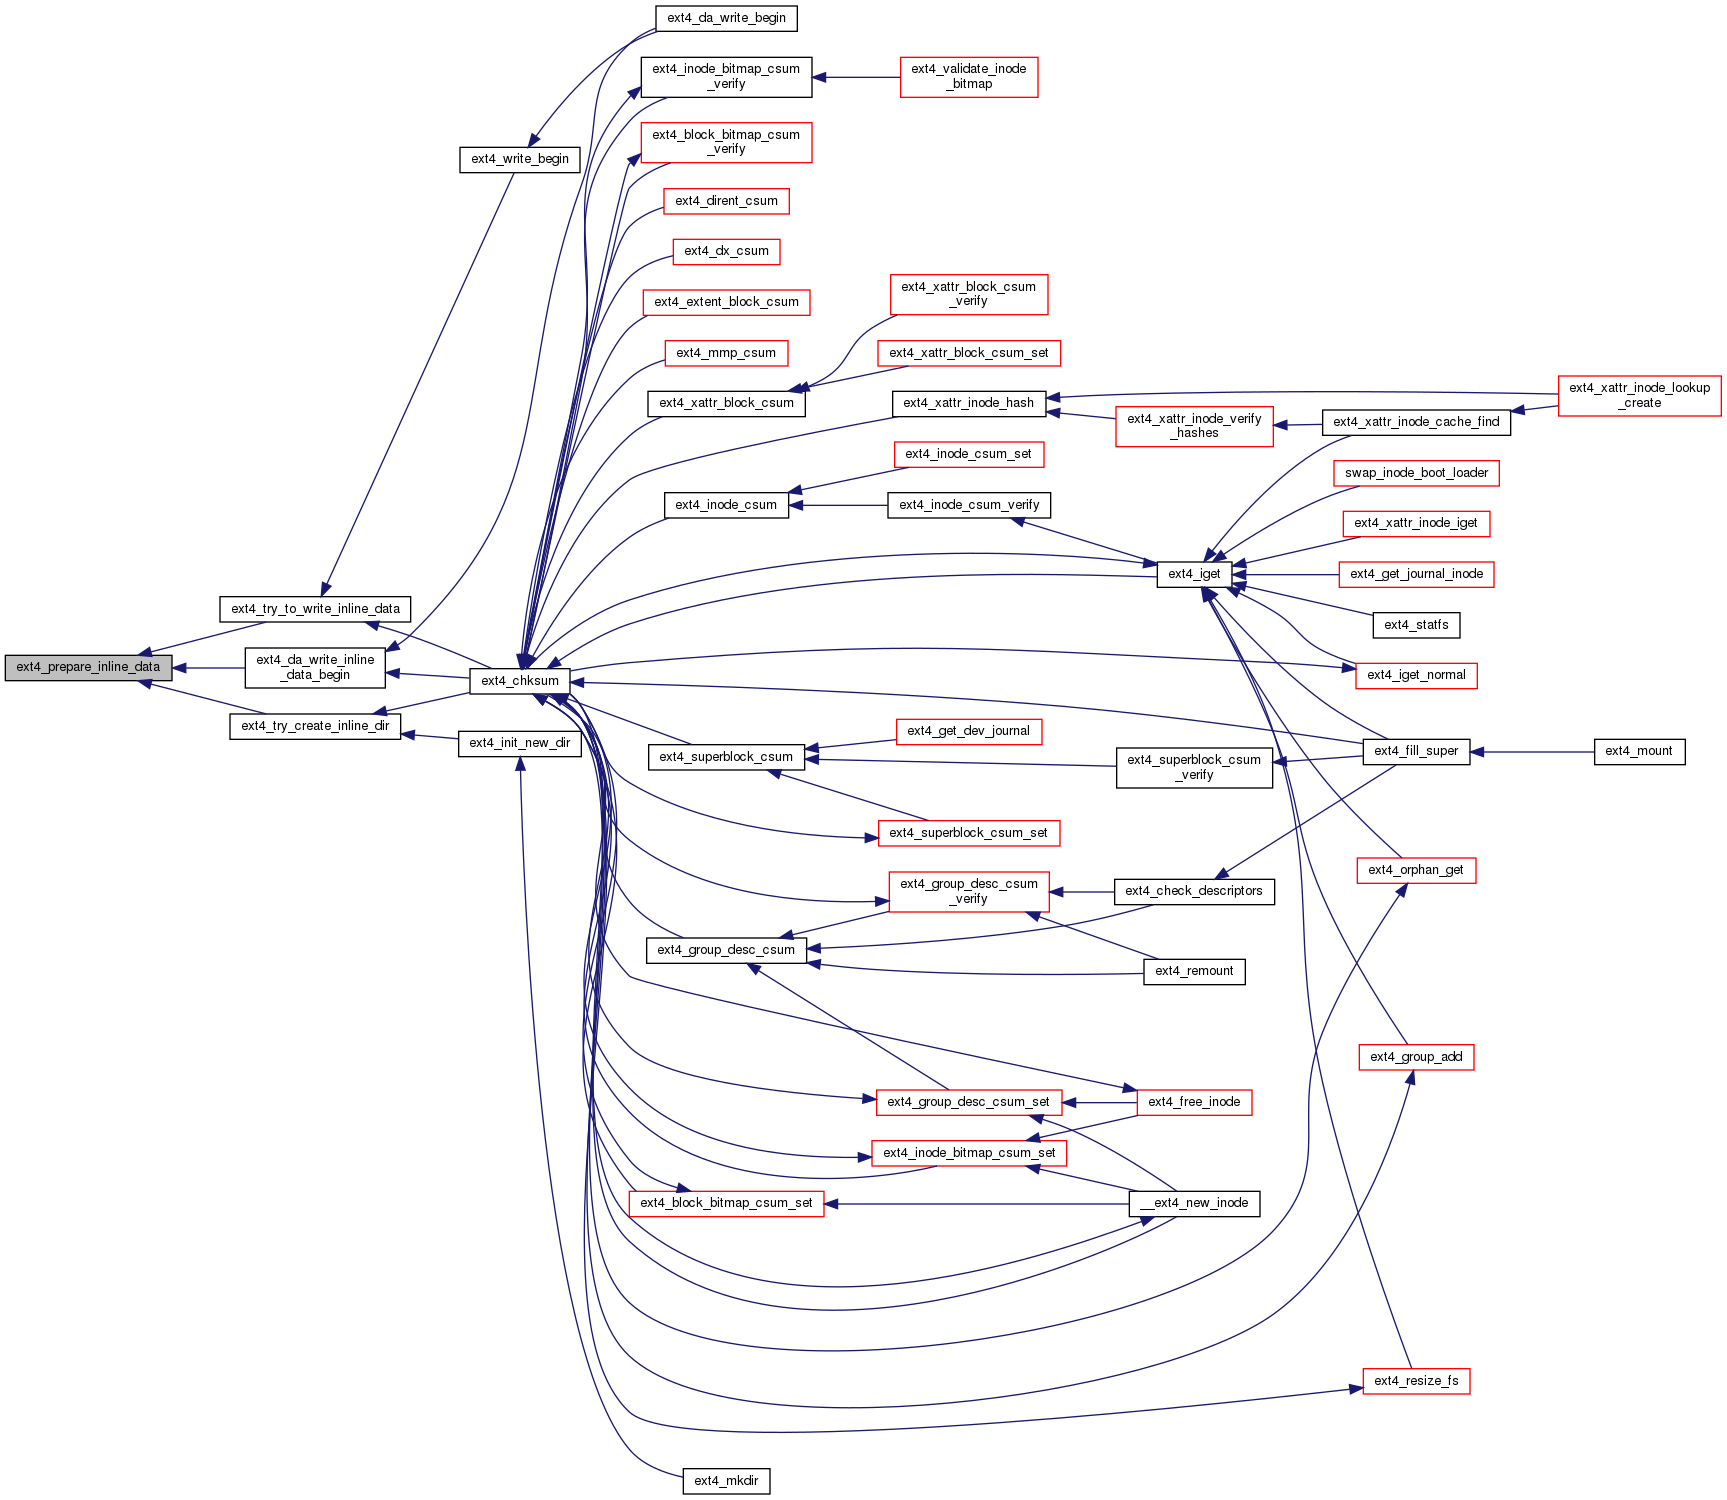 ext4_da_write_begin
ext4_inode_bitmap_csum
_verify
ext4_validate_inode
_bitmap
ext4_block_bitmap_csum
_verify
ext4_write_begin
ext4_dirent_csum
ext4_dx_csum
ext4_extent_block_csum
ext4_xattr_block_csum
_verify
ext4_mmp_csum
ext4_xattr_block_csum_set
ext4_xattr_block_csum
ext4_xattr_inode_hash
ext4_xattr_inode_lookup
_create
ext4_xattr_inode_verify
_hashes
ext4_xattr_inode_cache_find
ext4_inode_csum_set
swap_inode_boot_loader
ext4_inode_csum
ext4_inode_csum_verify
ext4_xattr_inode_iget
ext4_iget
ext4_get_journal_inode
ext4_try_to_write_inline_data
ext4_statfs
ext4_prepare_inline_data
ext4_da_write_inline
_data_begin
ext4_chksum
ext4_iget_normal
ext4_try_create_inline_dir
ext4_init_new_dir
ext4_get_dev_journal
ext4_superblock_csum
ext4_superblock_csum
_verify
ext4_fill_super
ext4_mount
ext4_superblock_csum_set
ext4_group_desc_csum
_verify
ext4_check_descriptors
ext4_orphan_get
ext4_group_desc_csum
ext4_remount
ext4_group_add
ext4_group_desc_csum_set
ext4_free_inode
ext4_inode_bitmap_csum_set
ext4_block_bitmap_csum_set
__ext4_new_inode
ext4_resize_fs
ext4_mkdir